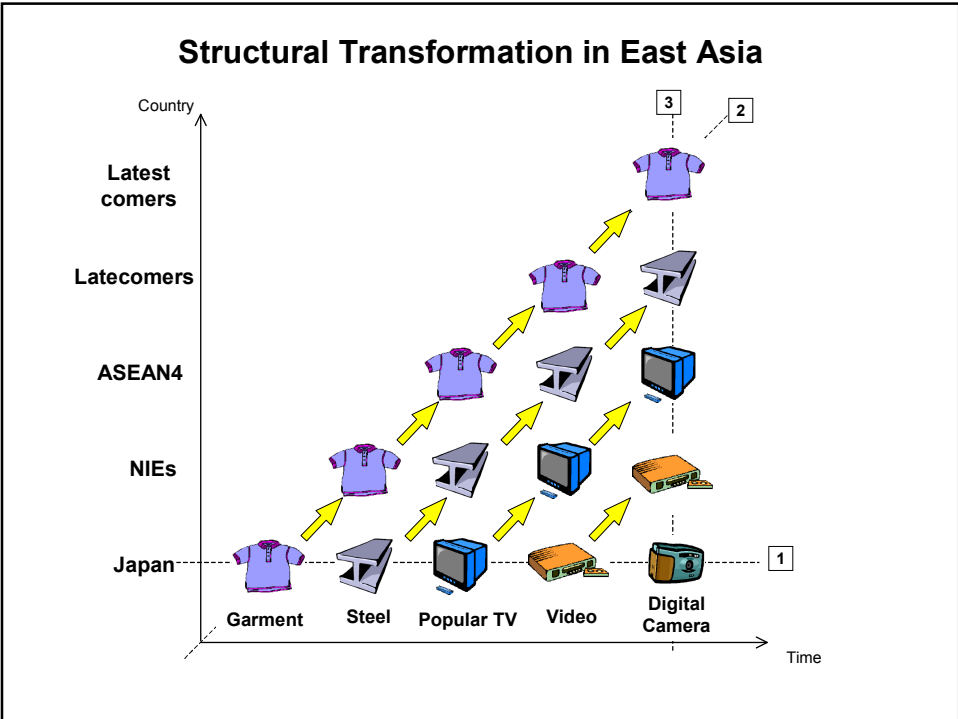 Structural Transformation in East Asia
Country
3
2
Latest
comers
Latecomers
ASEAN4
NIEs
Japan
1
Garment
Steel
Popular TV
Video
Digital
Camera
Time